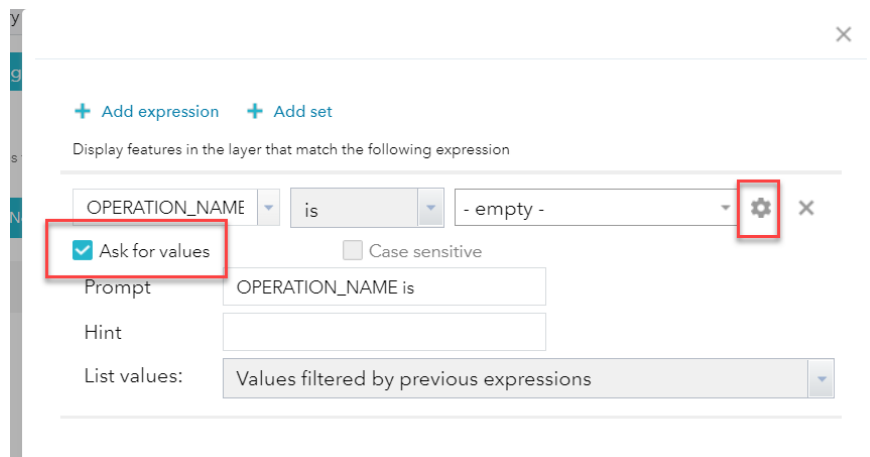 y
+ Add expression + Add set
g
Display features in the layer that match the following expression
s
OPERATION_NAME is - empty -
N
Ask for values Case sensitive
Prompt OPERATION_NAME is
Hint
List values: Values filtered by previous expressions